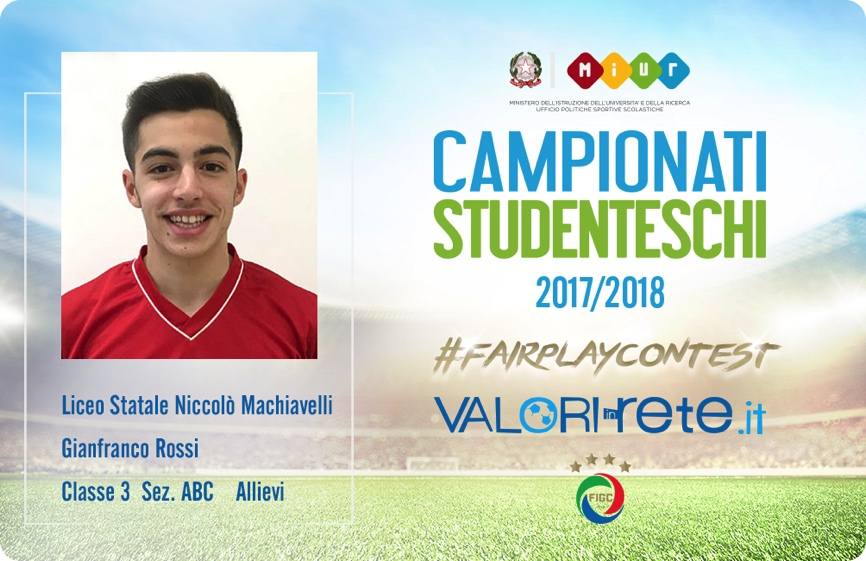 MIUR
MINISTERO DELL'ISTRUZIONE DELL'UNIVERSITA' E DELLA RICERCA
UFFICIO POLITICHE SPORTIVE SCOLASTICHE
CAMPIONATI
STUDENTESCHI
2017/2018
#FAIRPLAYCONTEST
VALORI in rete.it
FIGC
Liceo Statale Niccolò Machiavelli
Gianfranco Rossi
Classe 3 Sez. ABC Allievi